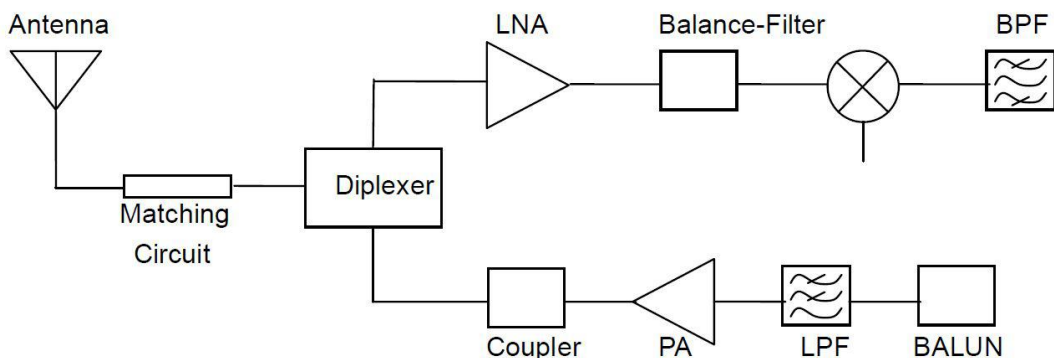 Antenna
LNA
Balance-Filter
BPF
Diplexer
Matching
Circuit
Coupler
PA
LPF
BALUN